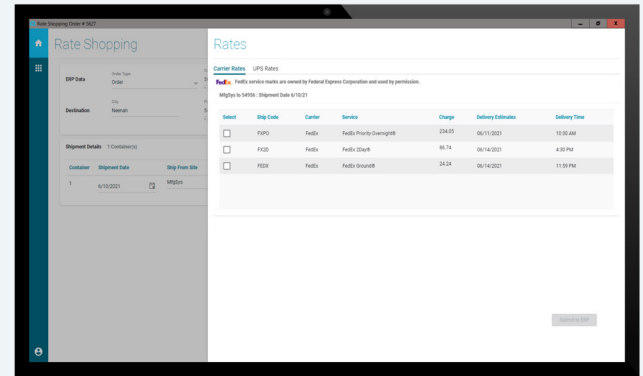 Rate Shopping Order # 5627
Rate Shopping
Rates
Carrier Rates UPS Rates
FedEx FedEx service marks are owned by Federal Express Corporation and used by permission.
MfgSys to 54956 : Shipment Date 6/10/21
ERP Data
Order Type
Order
Destination
City
Neenah
Shipment Details 1 Container(s)
Container Shipment Date Ship From Site
1 6/10/2021 MfgSys
Select Ship Code Carrier Service Charge Delivery Estimates Delivery Time
FXPO FedEx FedEx Priority Overnight® 234.05 06/11/2021 10:30 AM
FX2D FedEx FedEx 2Day® 86.74 06/14/2021 4:30 PM
FEDX FedEx FedEx Ground® 24.24 06/14/2021 11:59 PM
Submit to ERP